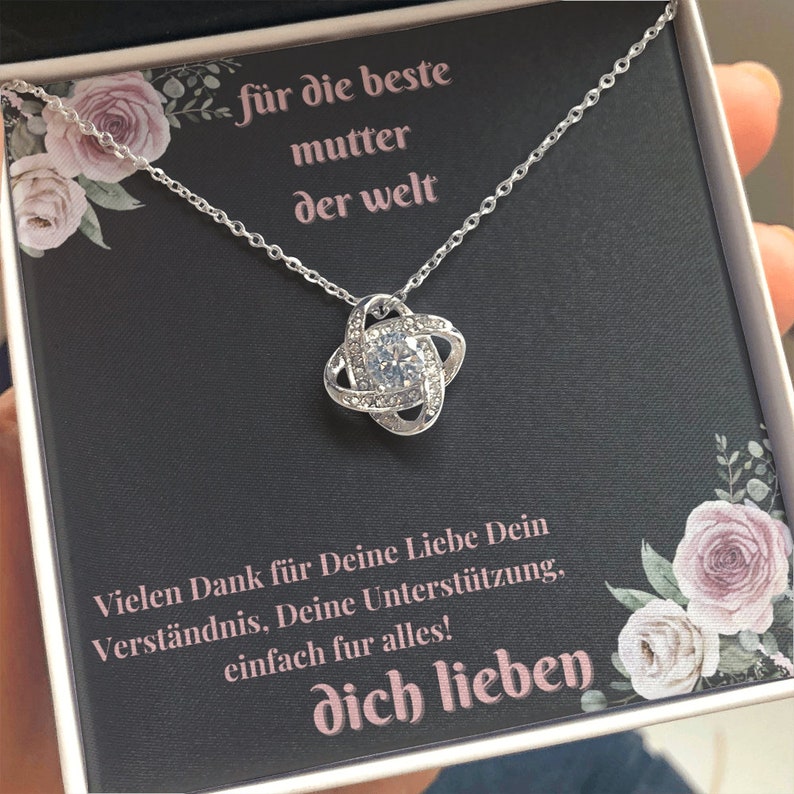 für die beste
mutter
der welt
Vielen Dank für Deine Liebe Dein
Verständnis, Deine Unterstützung,
einfach fur alles!
dich lieben